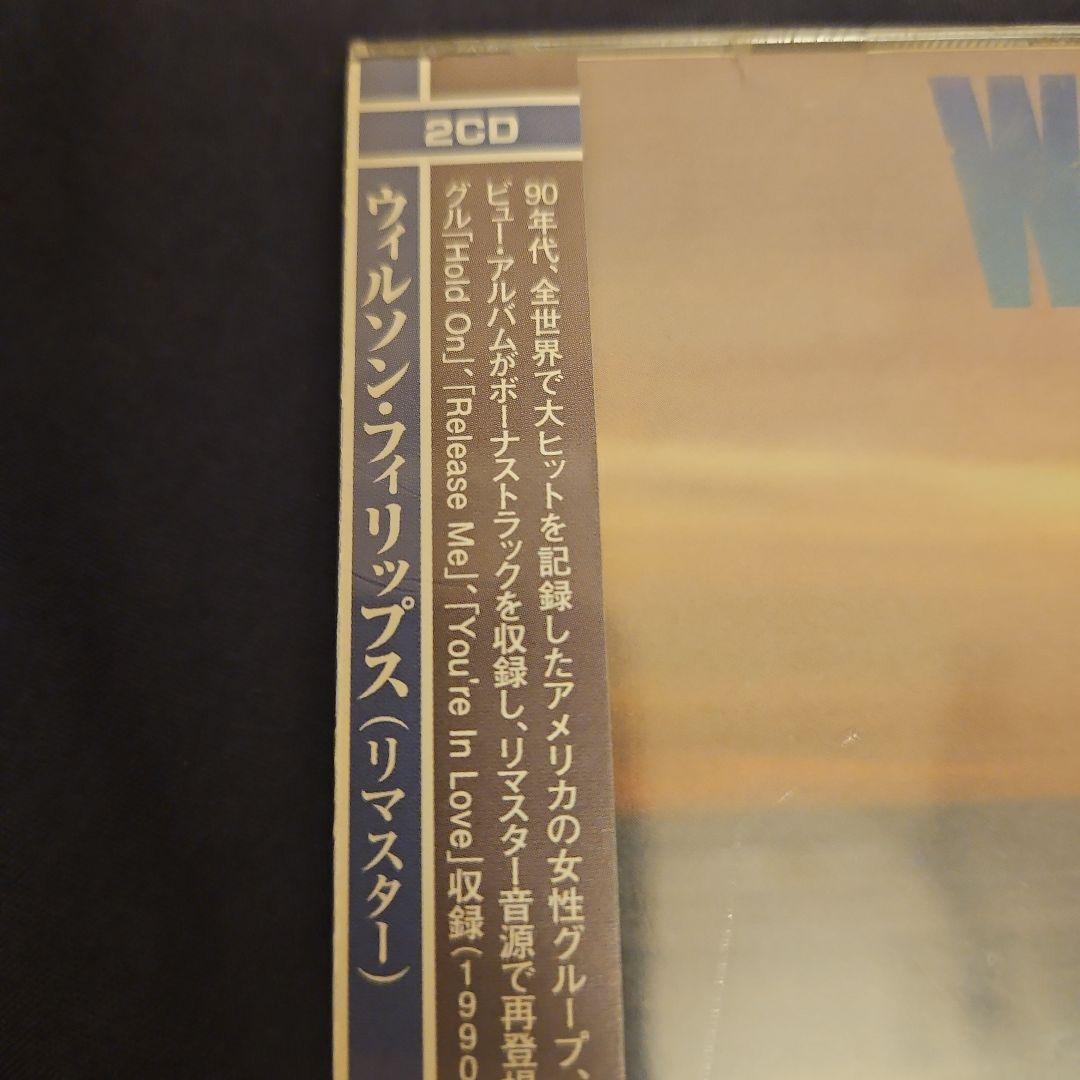 2CD
90年代、全世界で大ヒットを記録したアメリカの女性グループ、
ビュー・アルバムがボーナストラックを収録し、リマスター音源で再登場
グル「Hold On」、「Release Me」、「You're In Love」収録(1990
ウィルソン・フィリップス(リマスター)
W